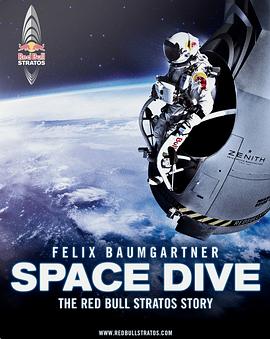 Red Bull
STRATOS
ZENITH
FELIX BAUMGARTNER
SPACE DIVE
THE RED BULL STRATOS STORY
WWW.REDBULLSTRATOS.COM